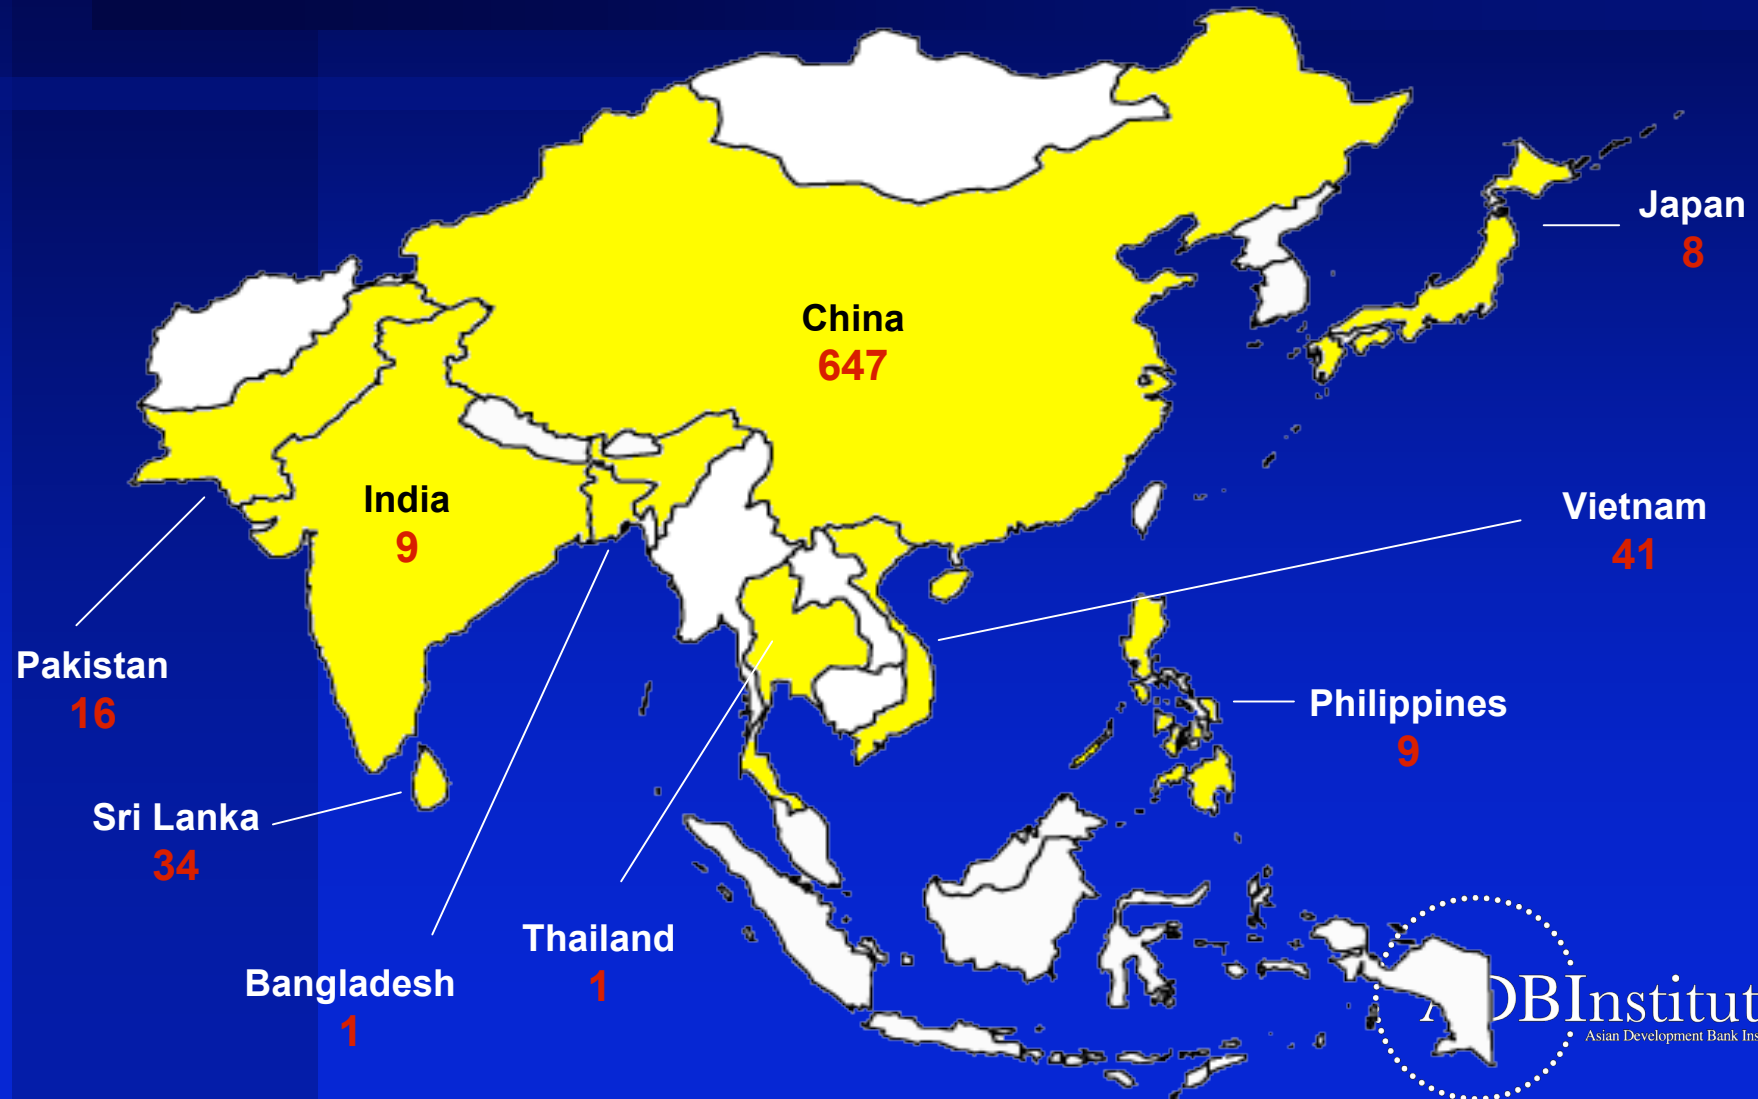 Japan
8
China
647
India
9
Vietnam
41
Pakistan
16
Philippines
9
Sri Lanka
34
Thailand
1
Bangladesh
1
DBInstitut
Asian Development Bank Ins